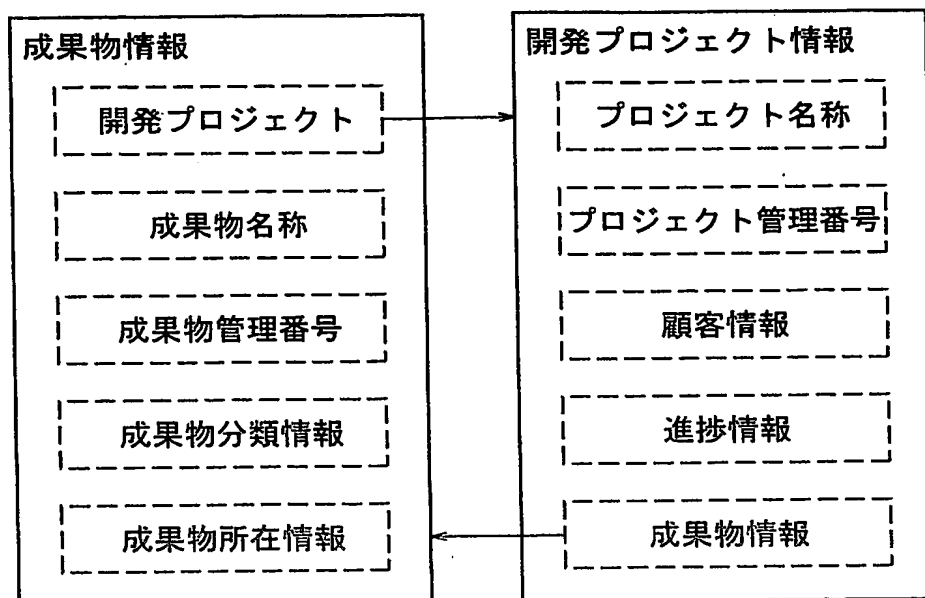 成果物情報
開発プロジェクト
成果物名称
成果物管理番号
成果物分類情報
成果物所在情報
開発プロジェクト情報
プロジェクト名称
プロジェクト管理番号
顧客情報
進捗情報
成果物情報